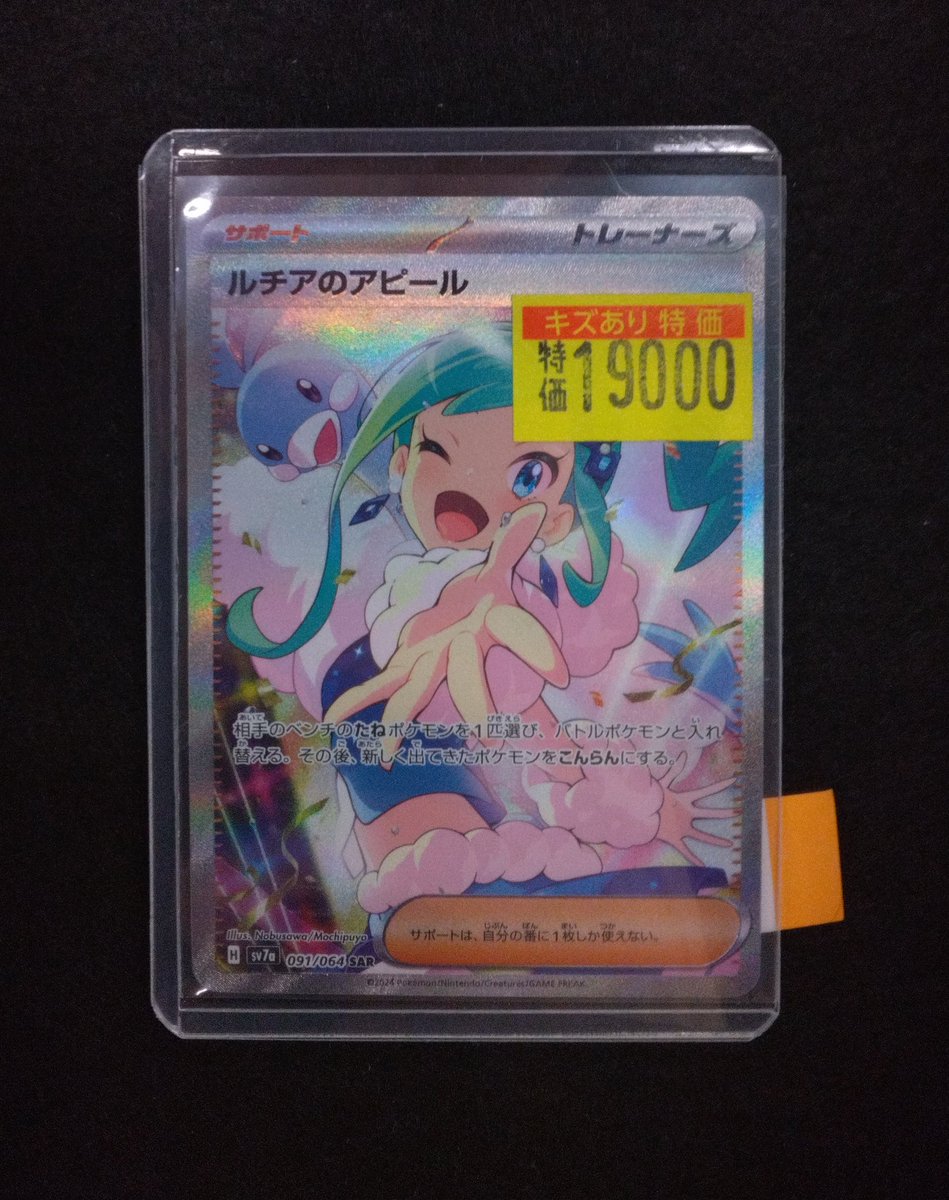 サポート トレーナーズ
ルチアのアピール
キズあり特価
特価 19000
相手のベンチのたねポケモンを1匹選び、バトルポケモンと入れ
替える。その後、新しく出てきたポケモンをこんらんにする。
サポートは、自分の番に1枚しか使えない。
Illus. Nobusawa/Mochipuyo
H sv7a 091/064 SAR
©2024 Pokémon/Nintendo/Creatures/GAME FREAK.